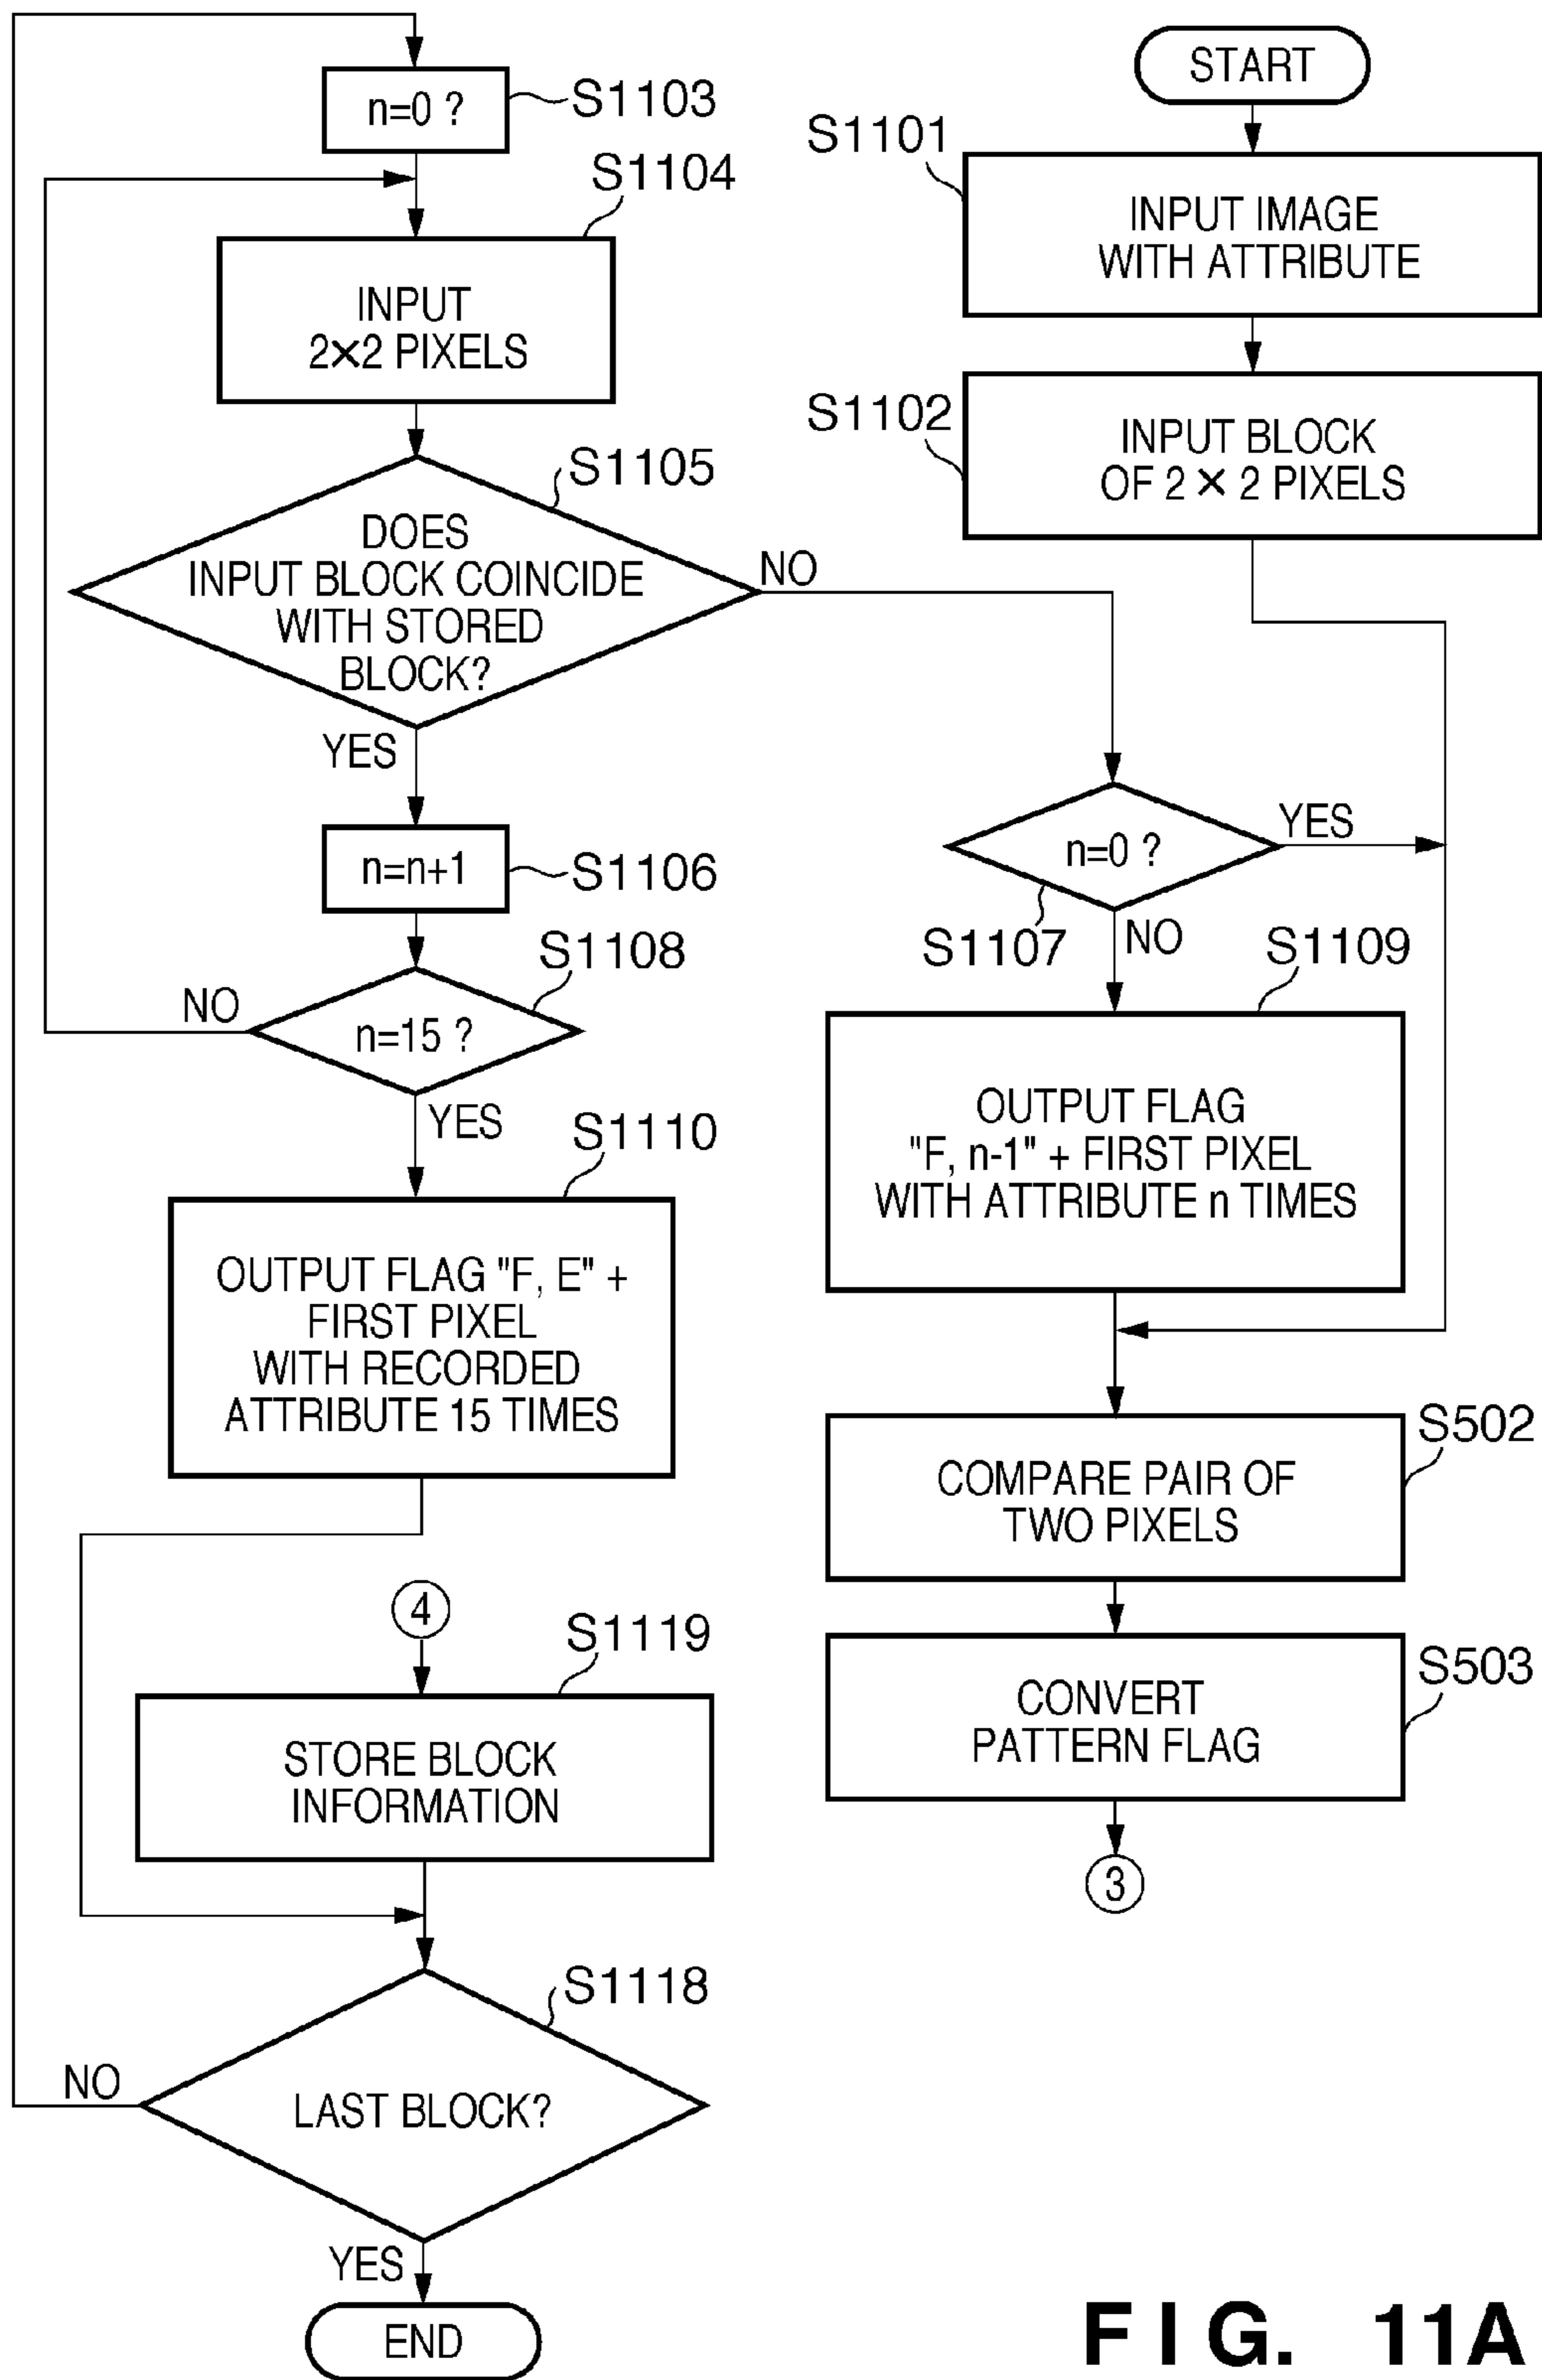 n=0 ?
S1103
S1104
INPUT
2×2 PIXELS
S1105
DOES
INPUT BLOCK COINCIDE
WITH STORED
BLOCK?
NO
YES
n=n+1
S1106
S1108
NO
n=15 ?
YES
S1110
OUTPUT FLAG "F, E" +
FIRST PIXEL
WITH RECORDED
ATTRIBUTE 15 TIMES
4
S1119
STORE BLOCK
INFORMATION
S1118
NO
LAST BLOCK?
YES
END
START
S1101
INPUT IMAGE
WITH ATTRIBUTE
S1102
INPUT BLOCK
OF 2 × 2 PIXELS
n=0 ?
YES
S1107
NO
S1109
OUTPUT FLAG
"F, n-1" + FIRST PIXEL
WITH ATTRIBUTE n TIMES
S502
COMPARE PAIR OF
TWO PIXELS
S503
CONVERT
PATTERN FLAG
3
FIG. 11A